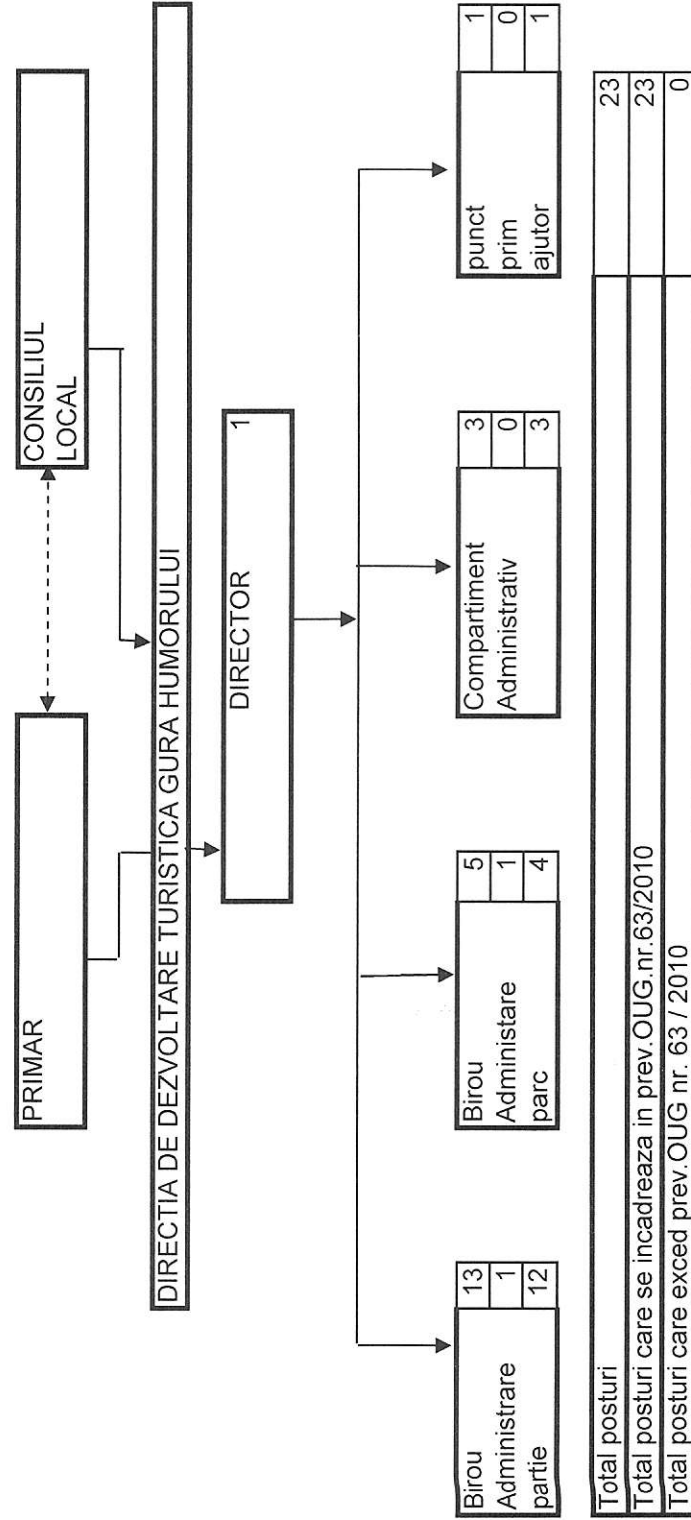 PRIMAR
CONSILIUL
LOCAL
DIRECTIA DE DEZVOLTARE TURISTICA GURA HUMORULUI
DIRECTOR
1
Birou
Administrare
partie
13
1
12
Birou
Administare
parc
5
1
4
Compartiment
Administrativ
3
0
3
punct
prim
ajutor
1
0
1
Total posturi 23
Total posturi care se incadreaza in prev.OUG.nr.63/2010 23
Total posturi care exced prev.OUG nr. 63 / 2010 0